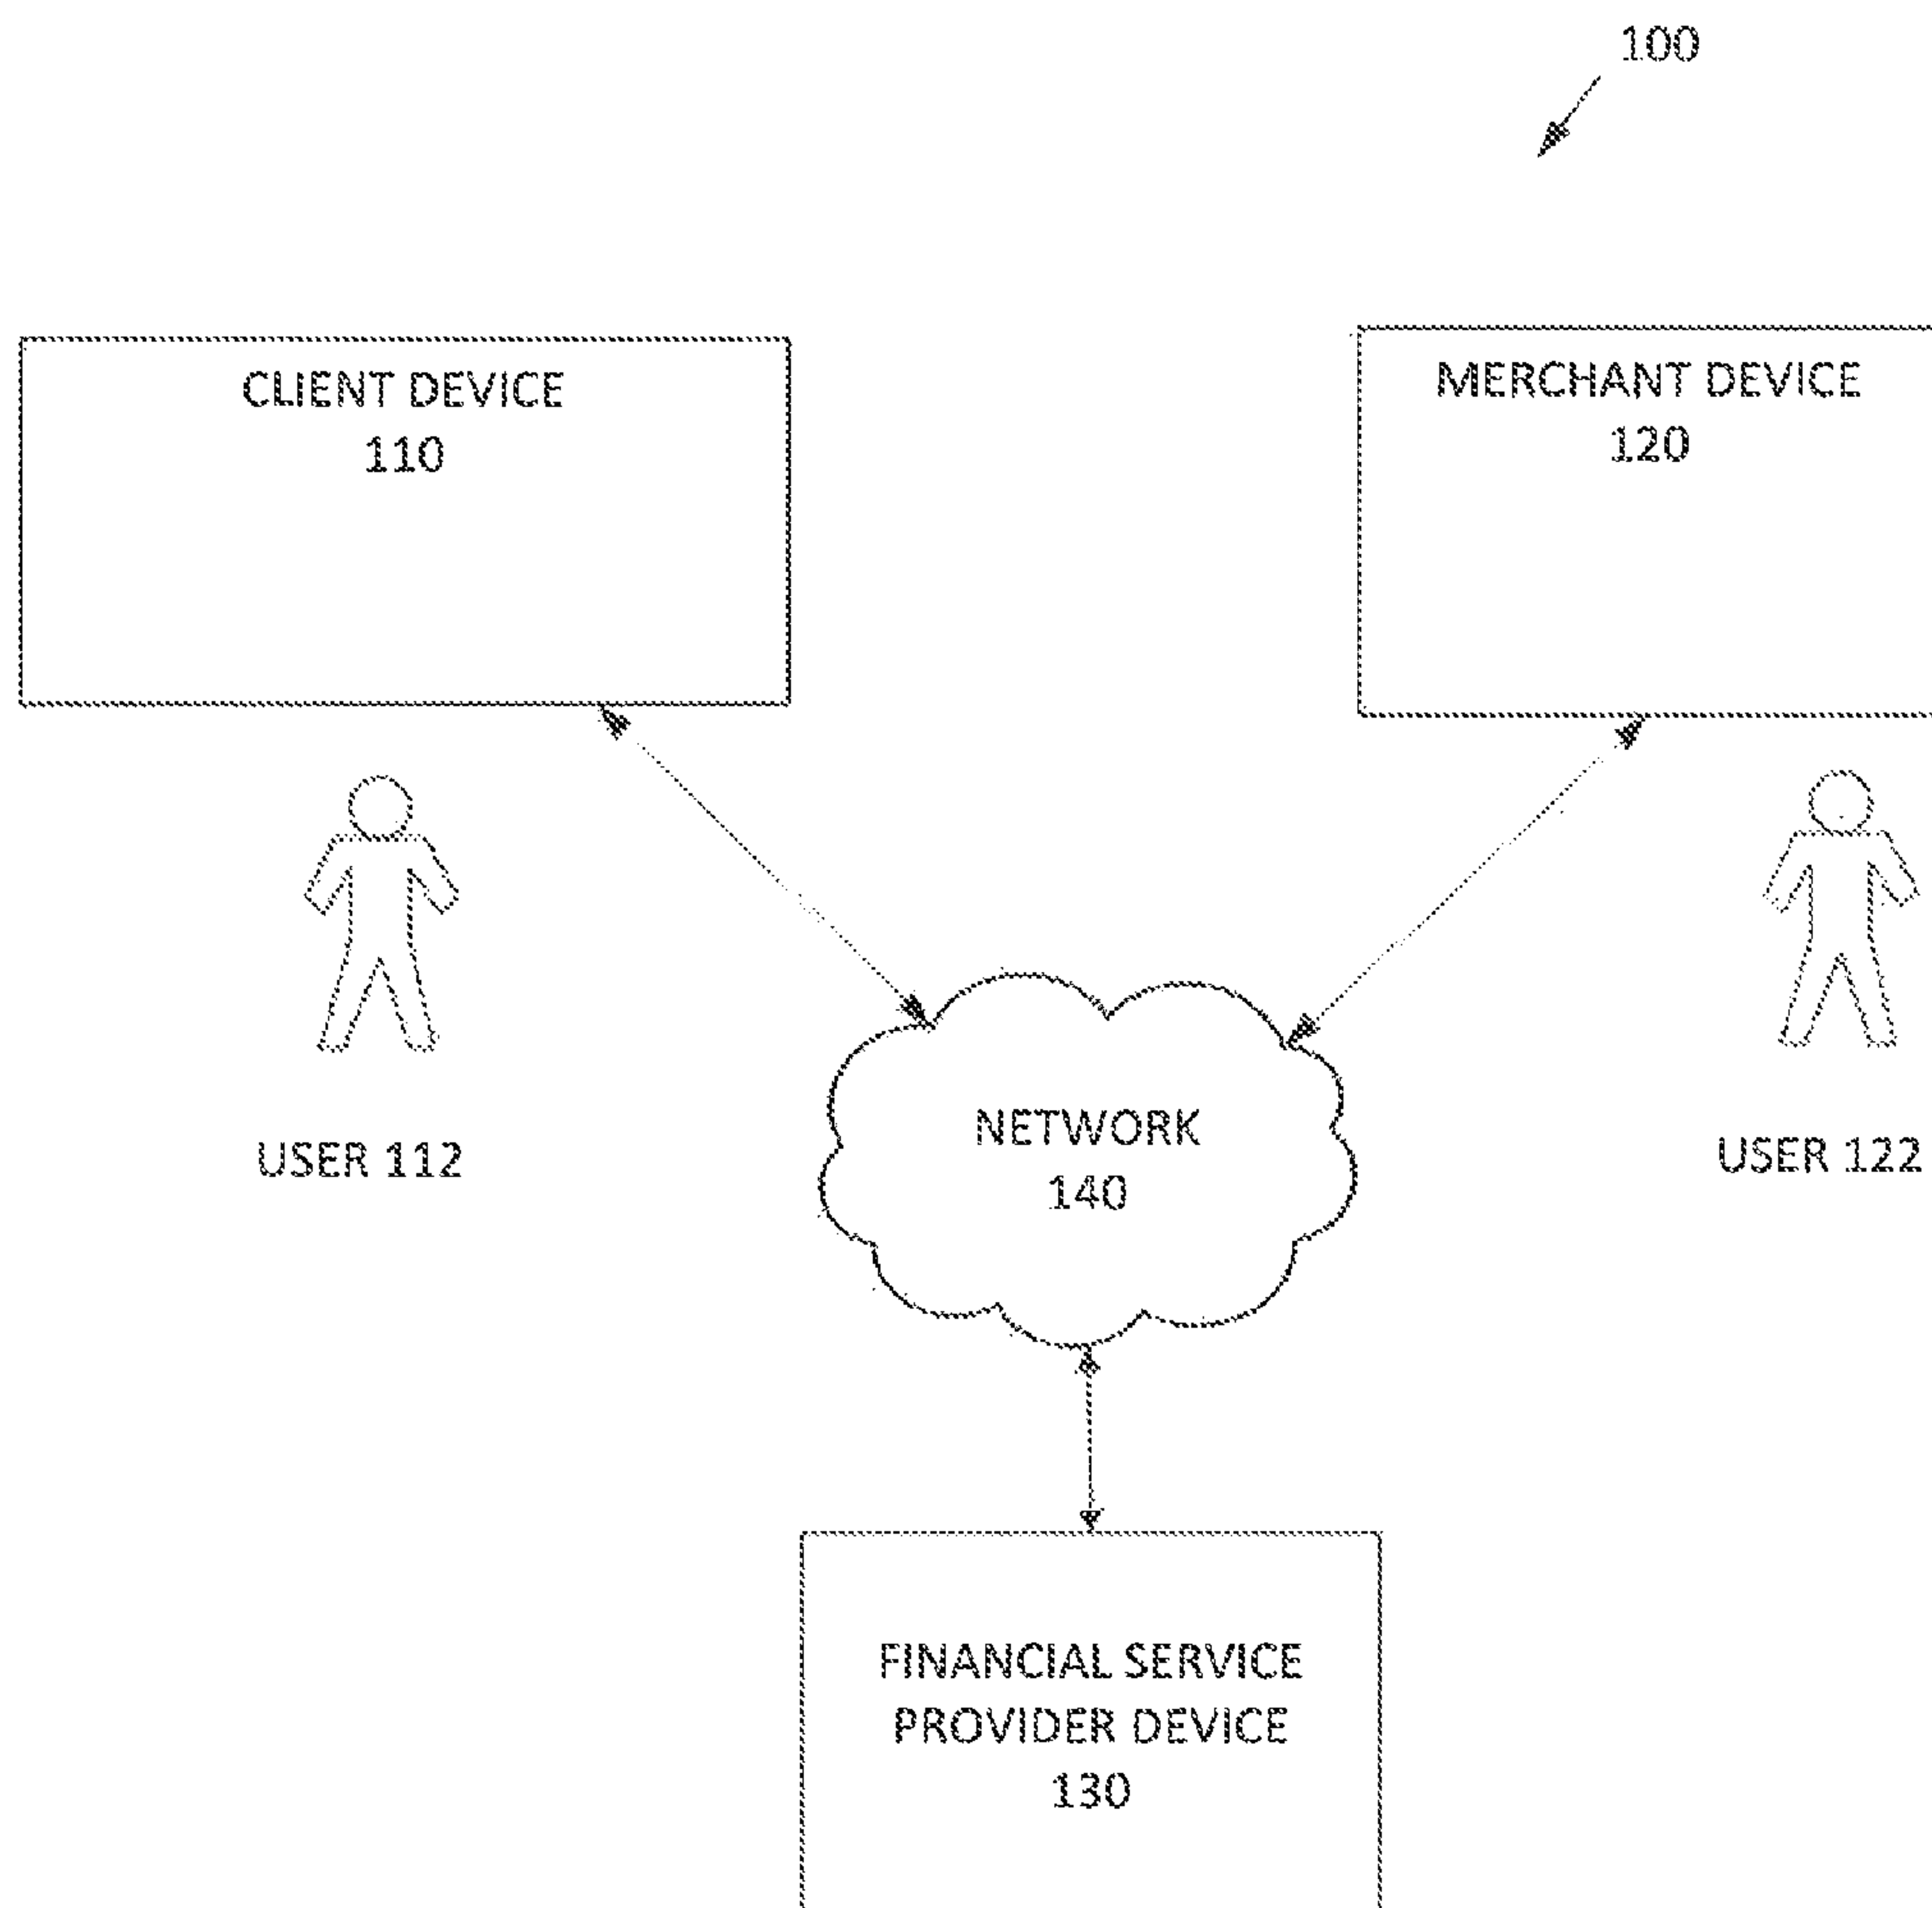 100
CLIENT DEVICE
110
MERCHANT DEVICE
120
USER 112
USER 122
NETWORK
140
FINANCIAL SERVICE
PROVIDER DEVICE
130